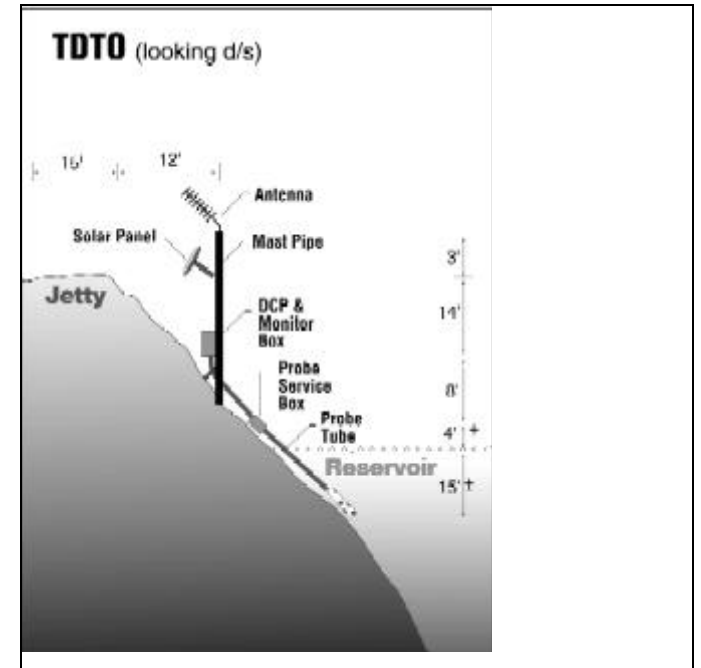 TDTO (looking d/s)
15'
12'
Antenna
Solar Panel
Mast Pipe
3'
Jetty
DCP &
Monitor
Box
14'
Probe
Service
Box
8'
Probe
Tube
4' +
Reservoir
15' +